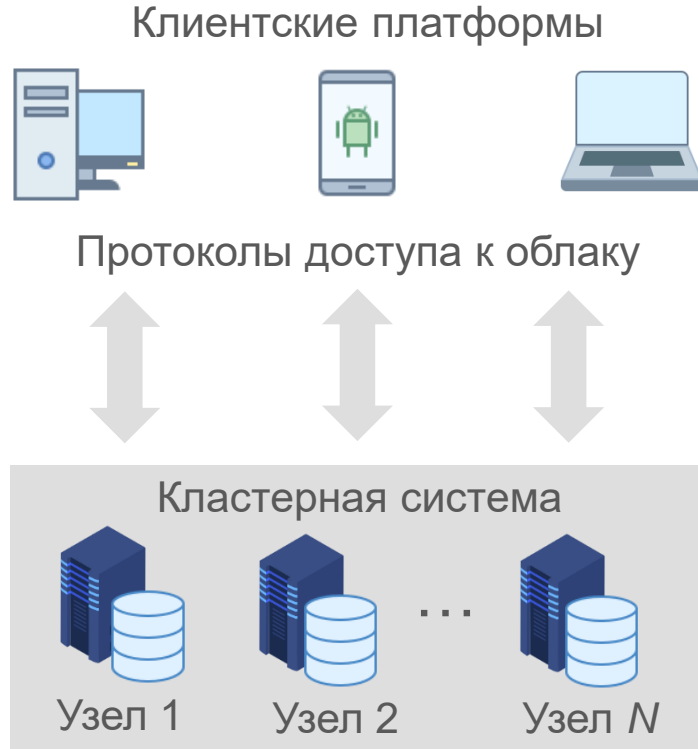 Клиентские платформы
Протоколы доступа к облаку
Кластерная система
...
Узел 1
Узел 2
Узел N